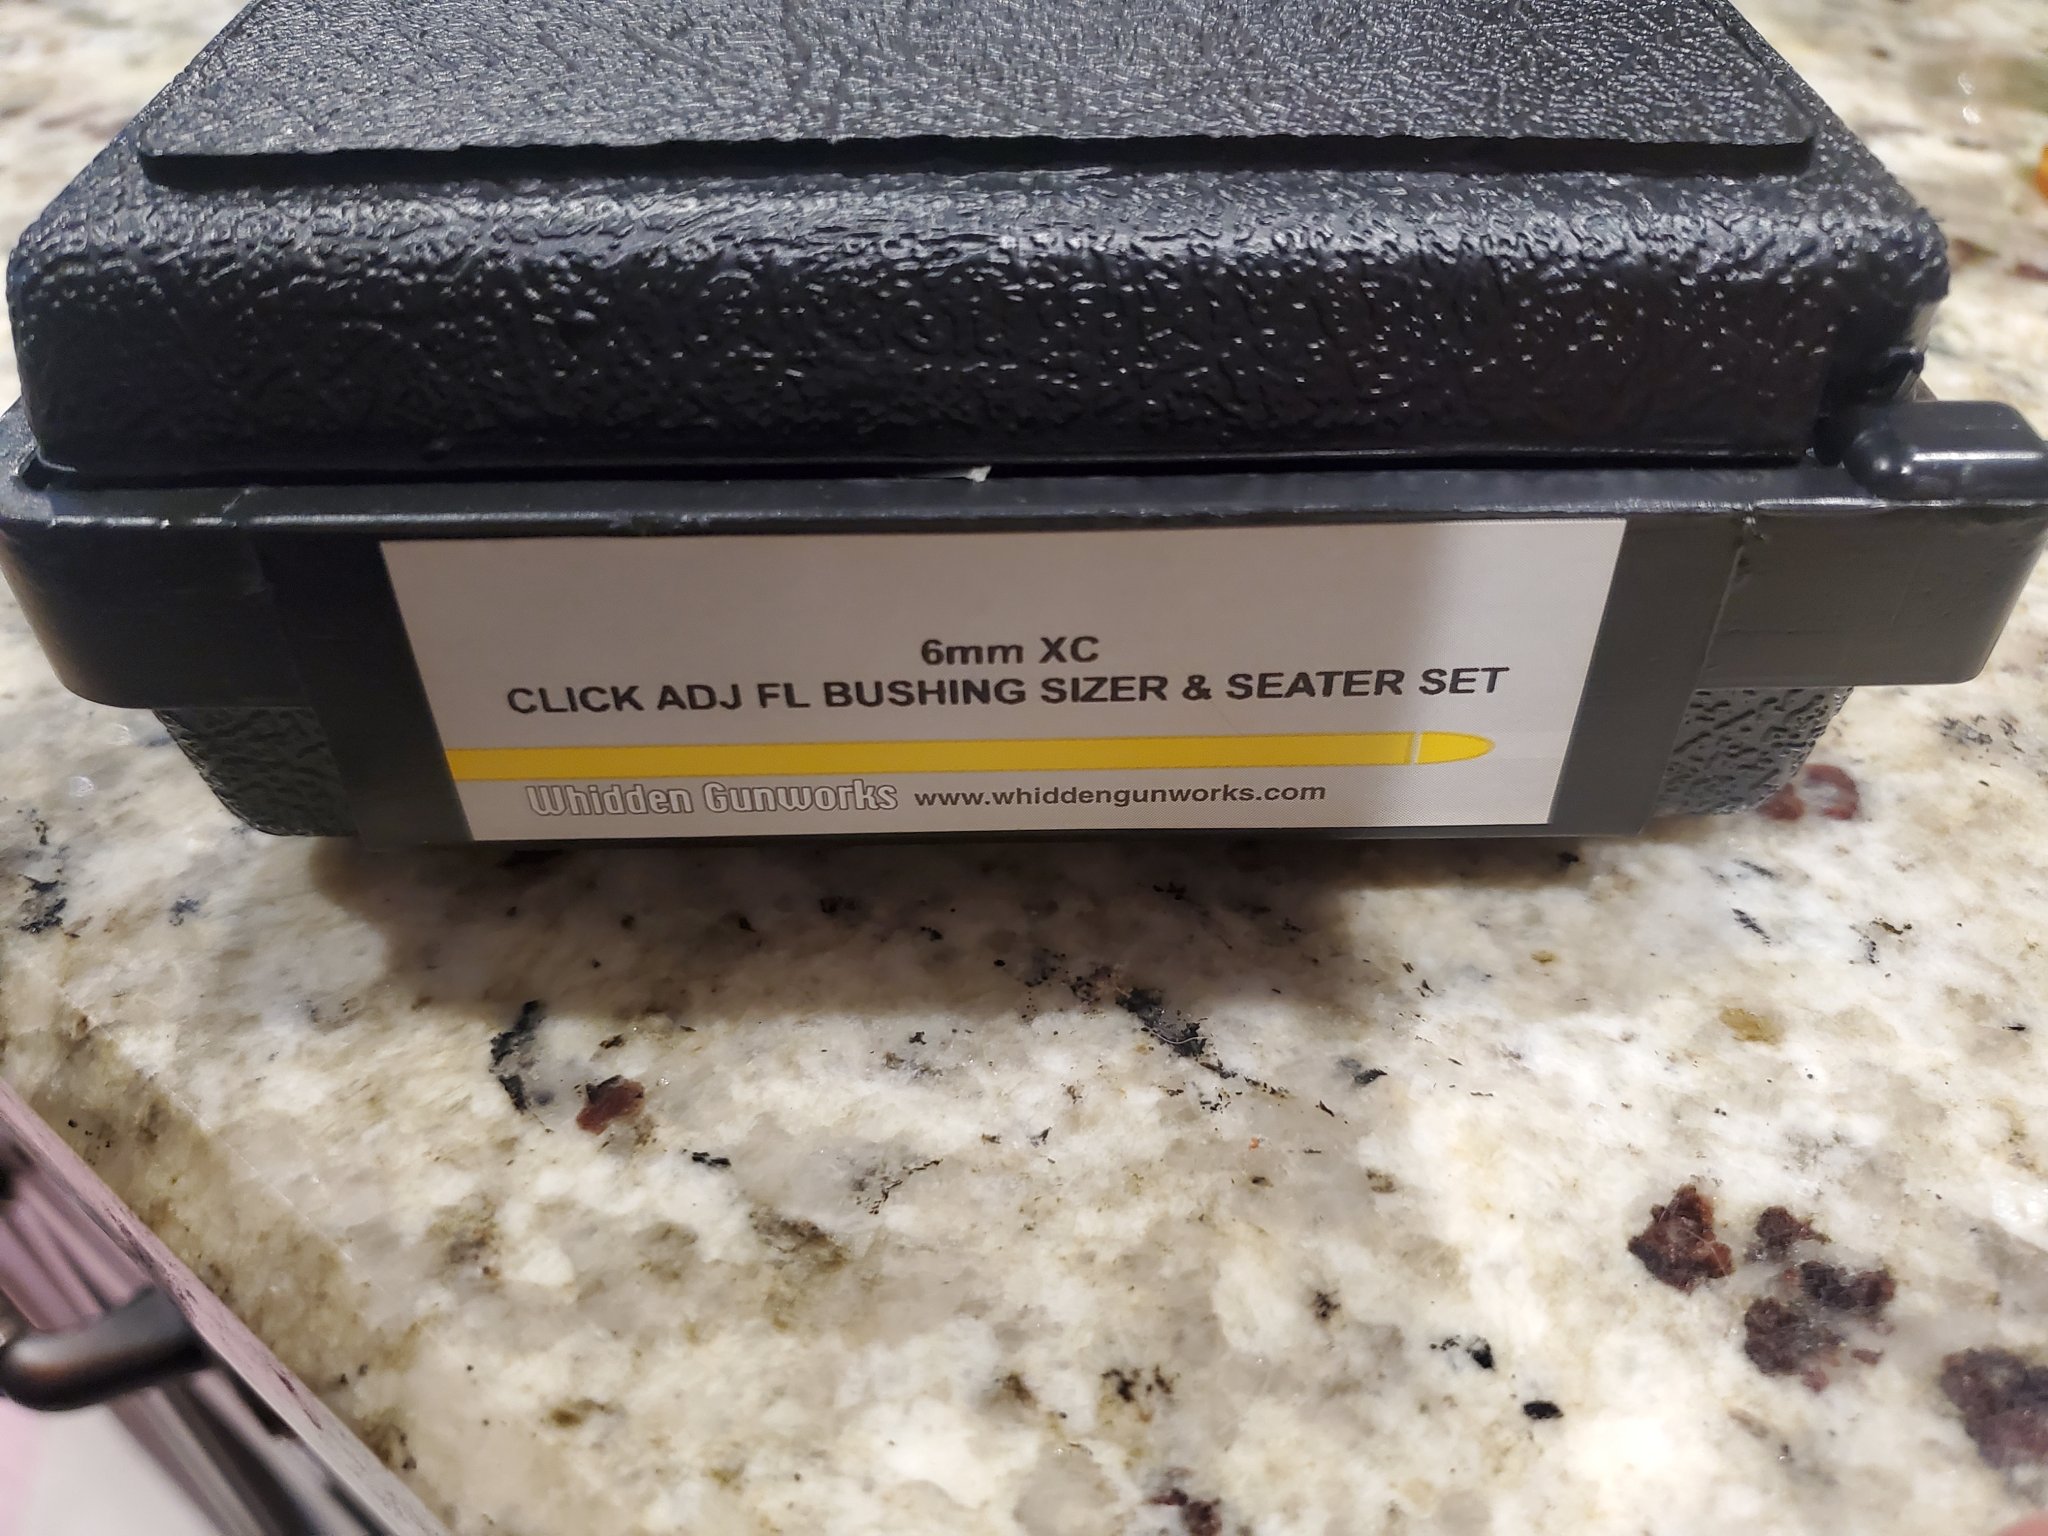 6mm XC
CLICK ADJ FL BUSHING SIZER & SEATER SET
Whidden Gunworks www.whiddengunworks.com